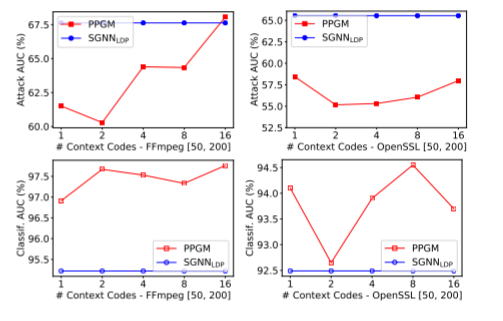 67.5
65.0
62.5
60.0
Attack AUC (%)
PPGM
SGNN_LDP
1 2 4 8 16
# Context Codes - FFmpeg [50, 200]
65.0
62.5
60.0
57.5
55.0
52.5
Attack AUC (%)
PPGM
SGNN_LDP
1 2 4 8 16
# Context Codes - OpenSSL [50, 200]
97.5
97.0
96.5
96.0
95.5
Classif. AUC (%)
PPGM
SGNN_LDP
1 2 4 8 16
# Context Codes - FFmpeg [50, 200]
94.5
94.0
93.5
93.0
92.5
Classif. AUC (%)
PPGM
SGNN_LDP
1 2 4 8 16
# Context Codes - OpenSSL [50, 200]